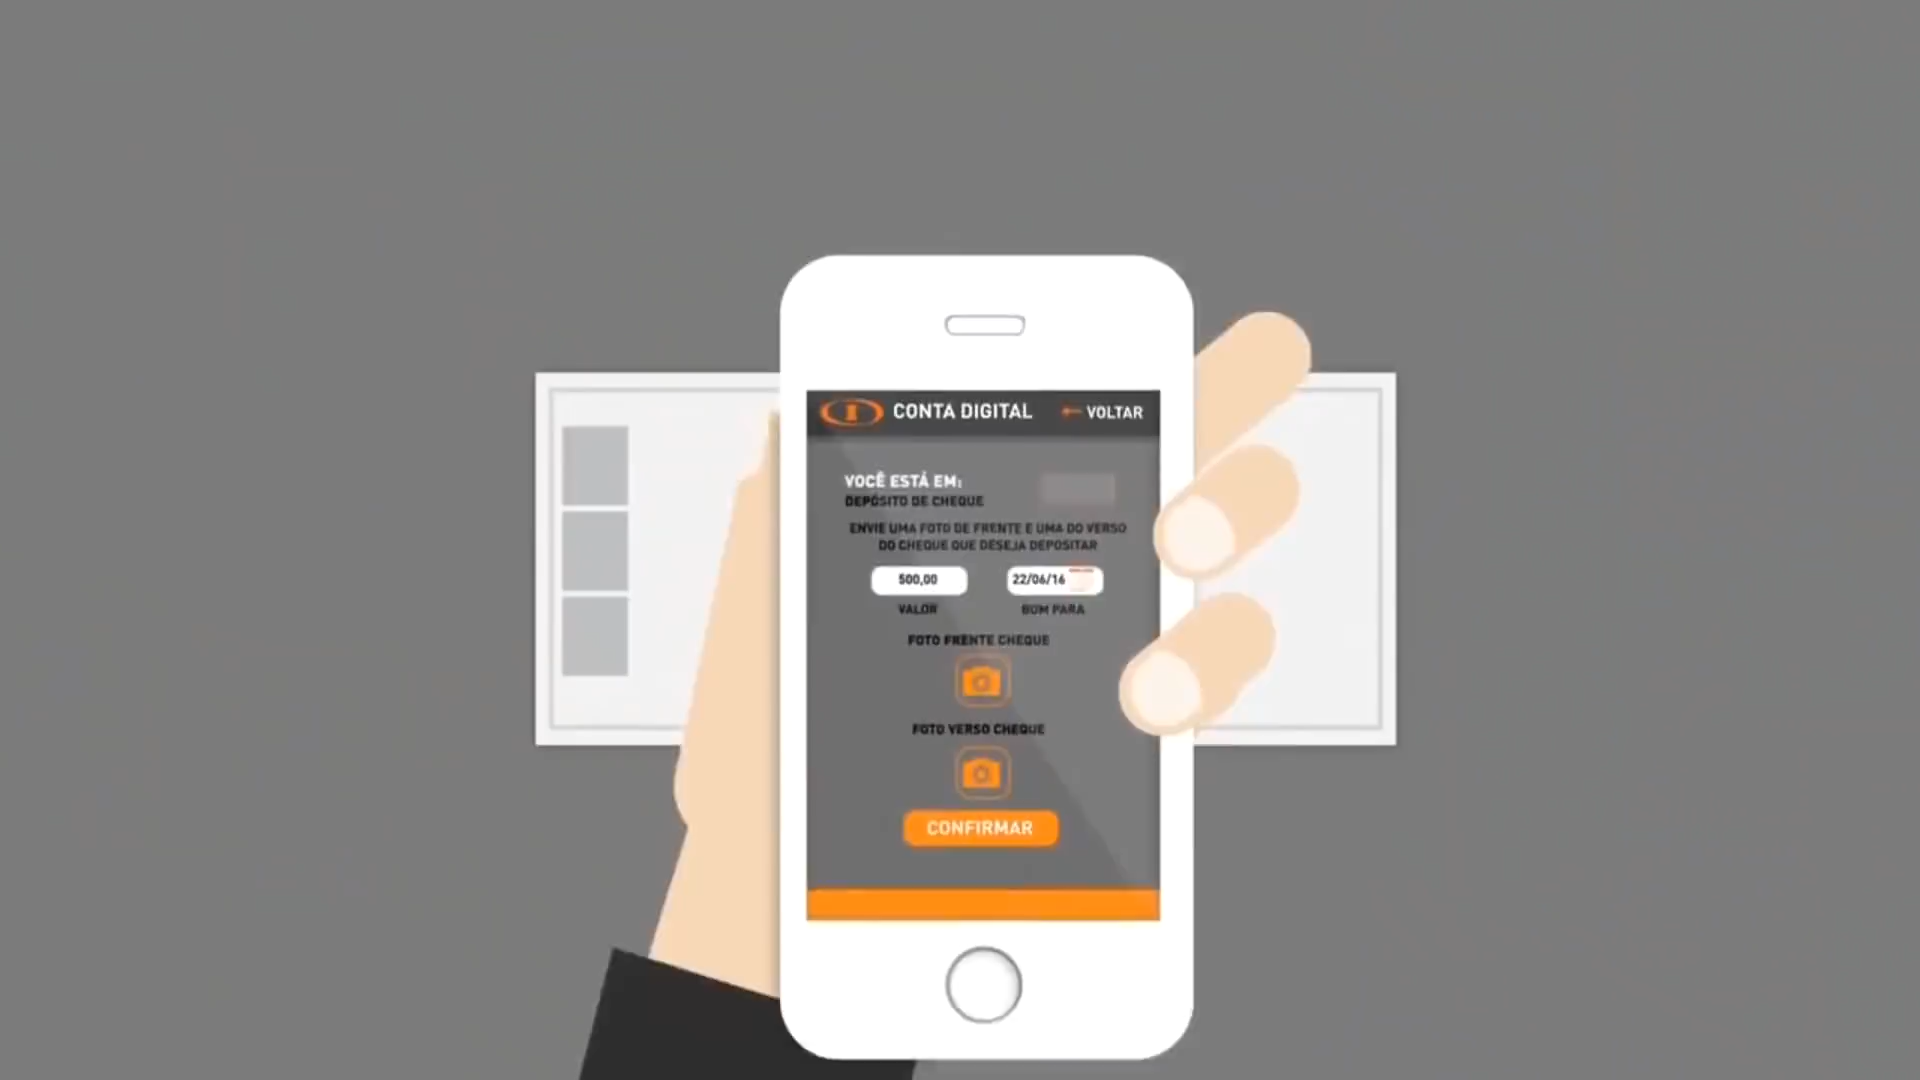 I CONTA DIGITAL VOLTAR
VOCÊ ESTÁ EM:
DEPÓSITO DE CHEQUE
ENVIE UMA FOTO DE FRENTE E UMA DO VERSO
DO CHEQUE QUE DESEJA DEPOSITAR
500,00 22/06/16
VALOR BOM PARA
FOTO FRENTE CHEQUE
FOTO VERSO CHEQUE
CONFIRMAR